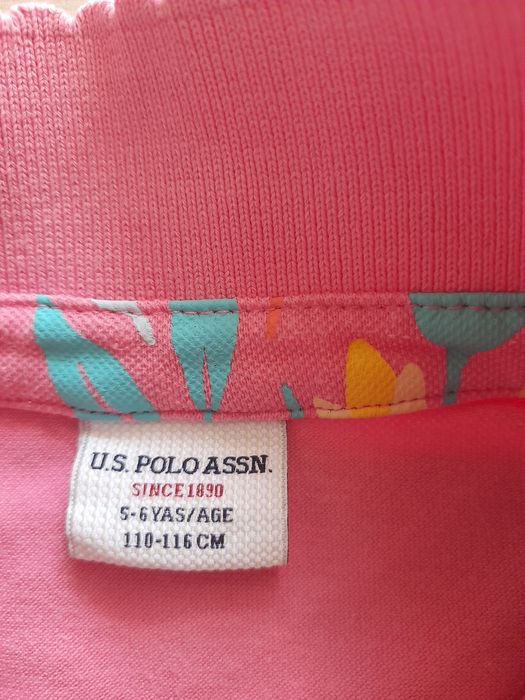 U.S. POLO ASSN.
SINCE 1890
5-6 YAS/AGE
110-116 CM